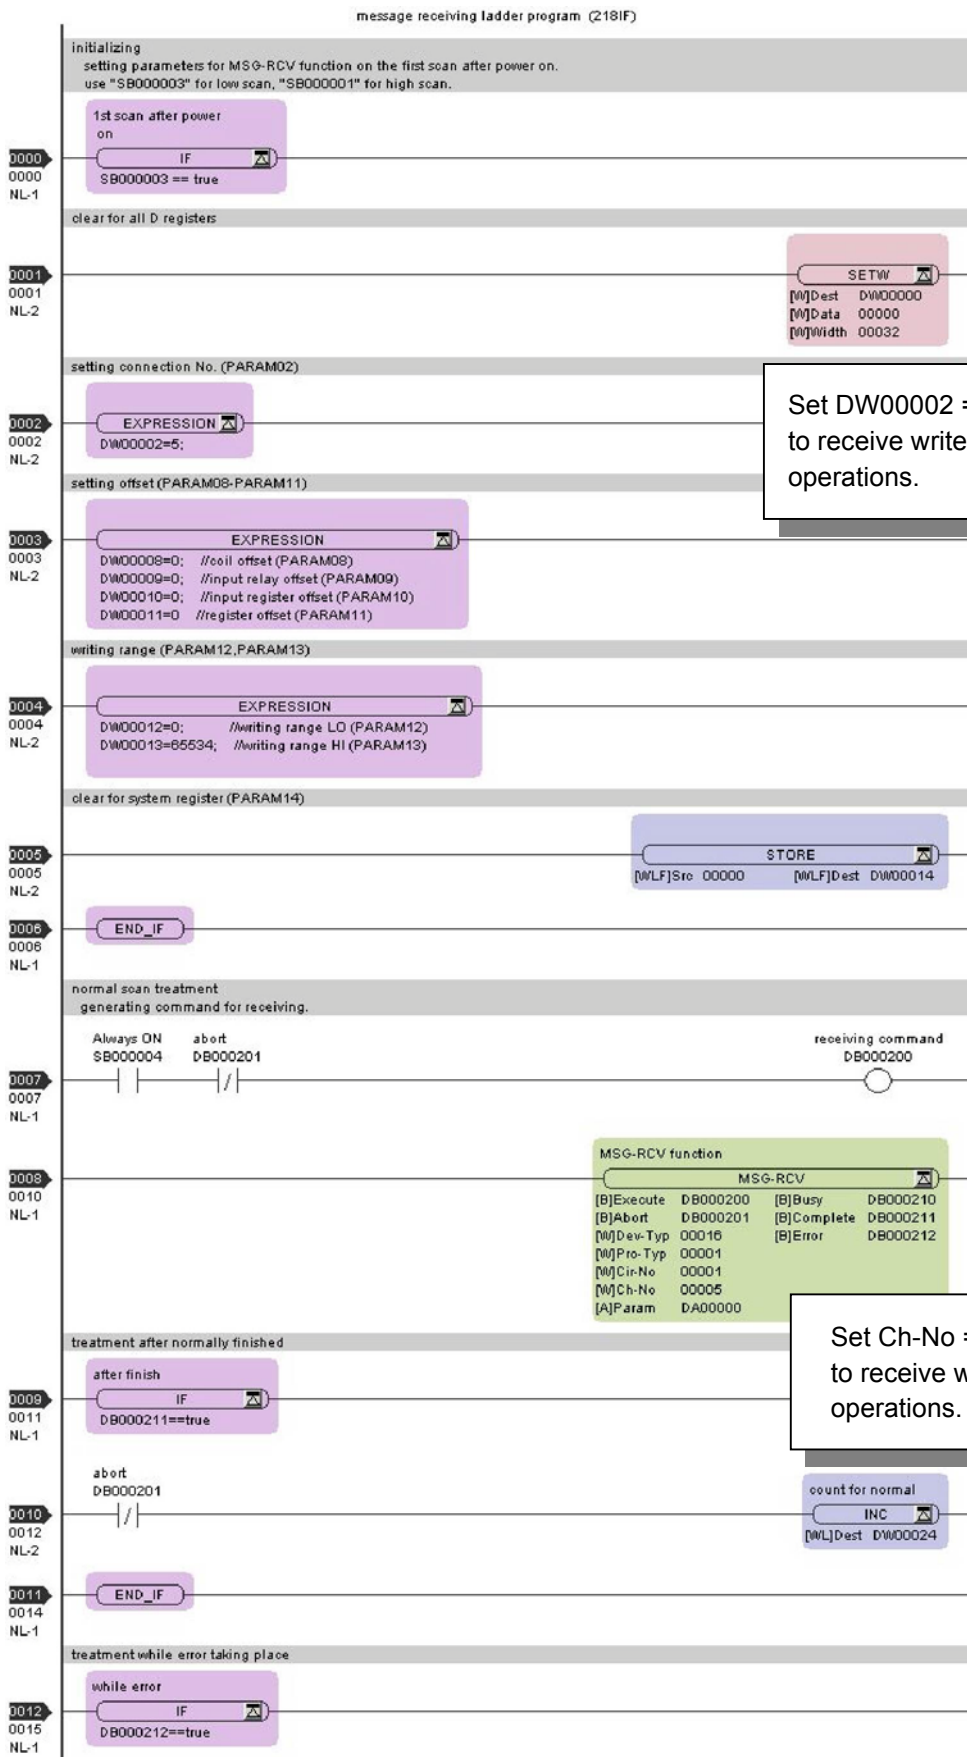 message receiving ladder program (218IF)
initializing
setting parameters for MSG-RCV function on the first scan after power on.
use "SB000003" for low scan, "SB000001" for high scan.
1st scan after power
on
0000
0000
NL-1
IF
SB000003 == true
clear for all D registers
0001
0001
NL-2
SETW
[W]Dest DW00000
[W]Data 00000
[W]Width 00032
setting connection No. (PARAM02)
0002
0002
NL-2
EXPRESSION
DW00002=5;
Set DW00002 =
to receive write
operations.
setting offset (PARAM08-PARAM11)
0003
0003
NL-2
EXPRESSION
DW00008=0; //coil offset (PARAM08)
DW00009=0; //input relay offset (PARAM09)
DW00010=0; //input register offset (PARAM10)
DW00011=0 //register offset (PARAM11)
writing range (PARAM12,PARAM13)
0004
0004
NL-2
EXPRESSION
DW00012=0; //writing range LO (PARAM12)
DW00013=65534; //writing range HI (PARAM13)
clear for system register (PARAM14)
0005
0005
NL-2
STORE
[WLF]Src 00000 [WLF]Dest DW00014
0006
0006
NL-1
END_IF
normal scan treatment
generating command for receiving.
Always ON abort receiving command
SB000004 DB000201 DB000200
0007
0007
NL-1
MSG-RCV function
0008
0010
NL-1
MSG-RCV
[B]Execute DB000200 [B]Busy DB000210
[B]Abort DB000201 [B]Complete DB000211
[W]Dev-Typ 00016 [B]Error DB000212
[W]Pro-Typ 00001
[W]Cir-No 00001
[W]Ch-No 00005
[A]Param DA00000
Set Ch-No =
to receive w
operations.
treatment after normally finished
after finish
0009
0011
NL-1
IF
DB000211==true
abort
DB000201
0010
0012
NL-2
count for normal
INC
[WL]Dest DW00024
0011
0014
NL-1
END_IF
treatment while error taking place
while error
0012
0015
NL-1
IF
DB000212==true